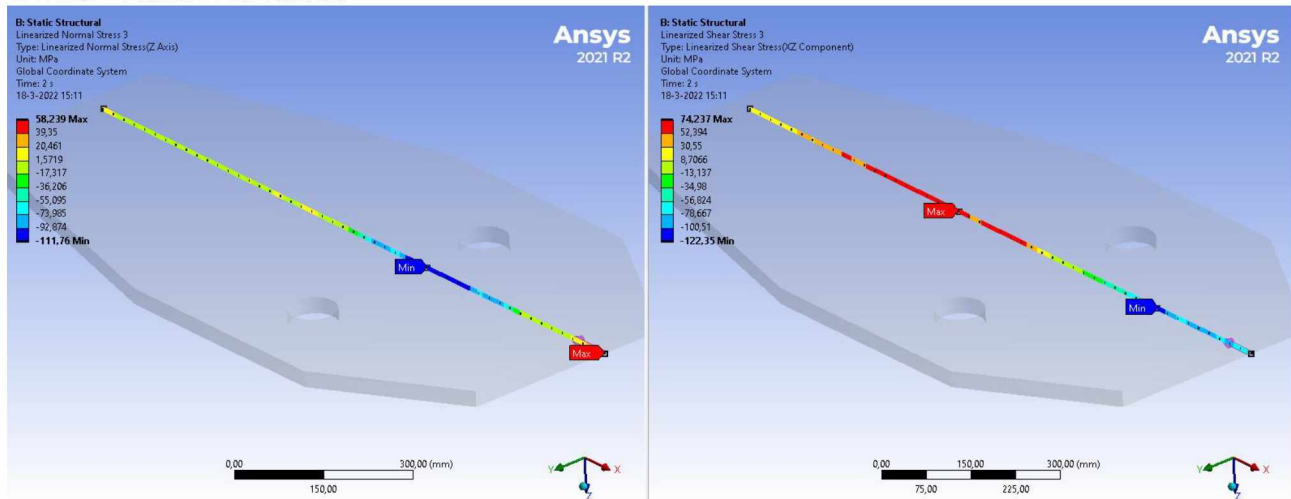 B: Static Structural
Linearized Normal Stress 3
Type: Linearized Normal Stress(Z Axis)
Unit: MPa
Global Coordinate System
Time: 2 s
18-3-2022 15:11
Ansys
2021 R2
58,239 Max
39,35
20,461
1,5719
-17,317
-36,206
-55,095
-73,985
-92,874
-111,76 Min
Min
Max
0,00
300,00 (mm)
150,00
Y
X
Z
B: Static Structural
Linearized Shear Stress 3
Type: Linearized Shear Stress(XZ Component)
Unit: MPa
Global Coordinate System
Time: 2 s
18-3-2022 15:11
Ansys
2021 R2
74,237 Max
52,394
30,55
8,7066
-13,137
-34,98
-56,824
-78,667
-100,51
-122,35 Min
Max
Min
0,00
150,00
300,00 (mm)
75,00
225,00
Y
X
Z